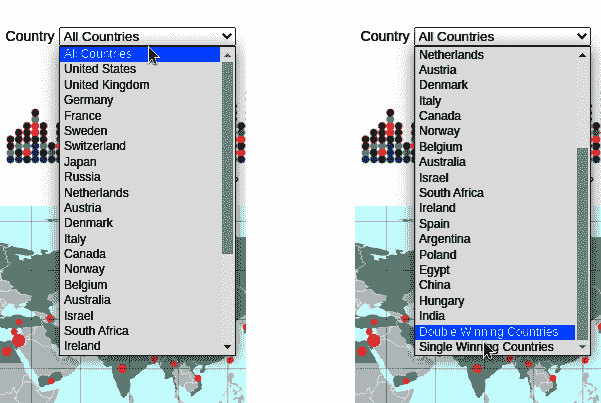 Country All Countries
All Countries
United States
United Kingdom
Germany
France
Sweden
Switzerland
Japan
Russia
Netherlands
Austria
Denmark
Italy
Canada
Norway
Belgium
Australia
Israel
South Africa
Ireland
Country All Countries
Netherlands
Austria
Denmark
Italy
Canada
Norway
Belgium
Australia
Israel
South Africa
Ireland
Spain
Argentina
Poland
Egypt
China
Hungary
India
Double Winning Countries
Single Winning Countries